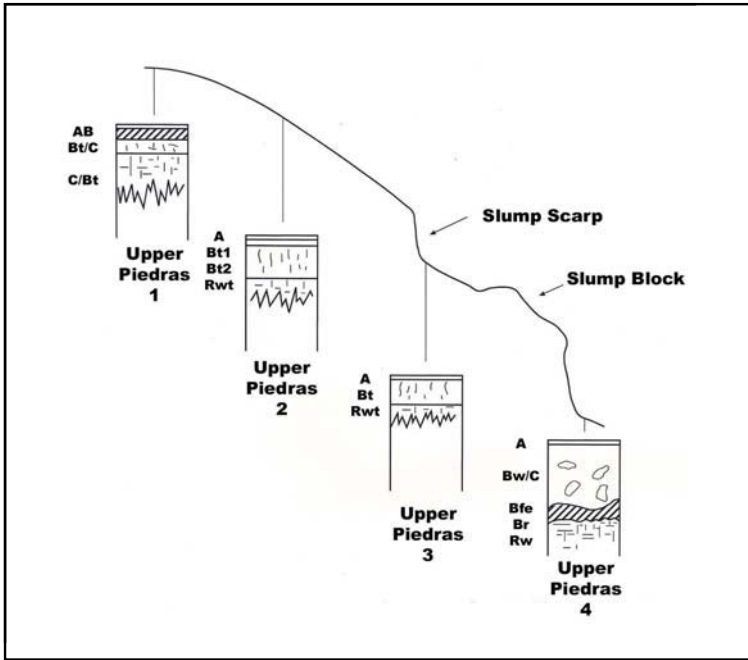 AB
Bt/C
C/Bt
Upper
Piedras
1
A
Bt1
Bt2
Rwt
Upper
Piedras
2
Slump Scarp
Slump Block
A
Bt
Rwt
Upper
Piedras
3
A
Bw/C
Bfe
Br
Rw
Upper
Piedras
4